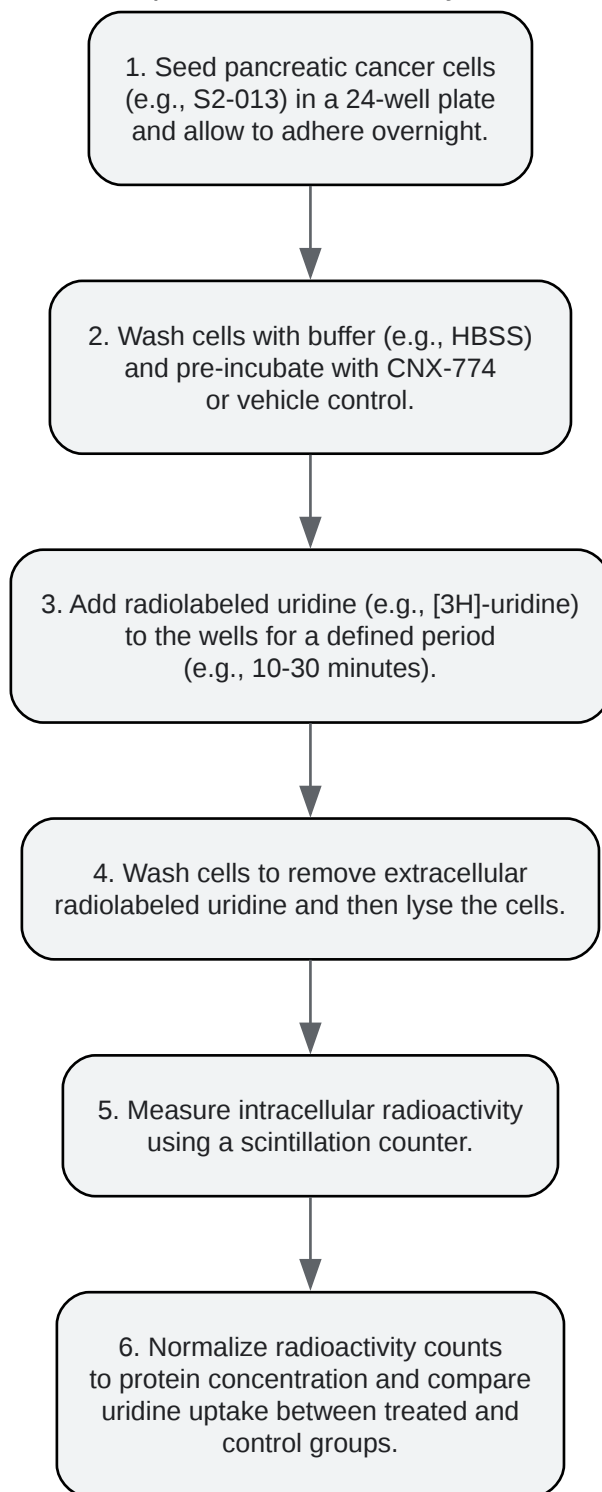 1. Seed pancreatic cancer cells
(e.g., S2-013) in a 24-well plate
and allow to adhere overnight.
2. Wash cells with buffer (e.g., HBSS)
and pre-incubate with CNX-774
or vehicle control.
3. Add radiolabeled uridine (e.g., [3H]-uridine)
to the wells for a defined period
(e.g., 10-30 minutes).
4. Wash cells to remove extracellular
radiolabeled uridine and then lyse the cells.
5. Measure intracellular radioactivity
using a scintillation counter.
6. Normalize radioactivity counts
to protein concentration and compare
uridine uptake between treated and
control groups.